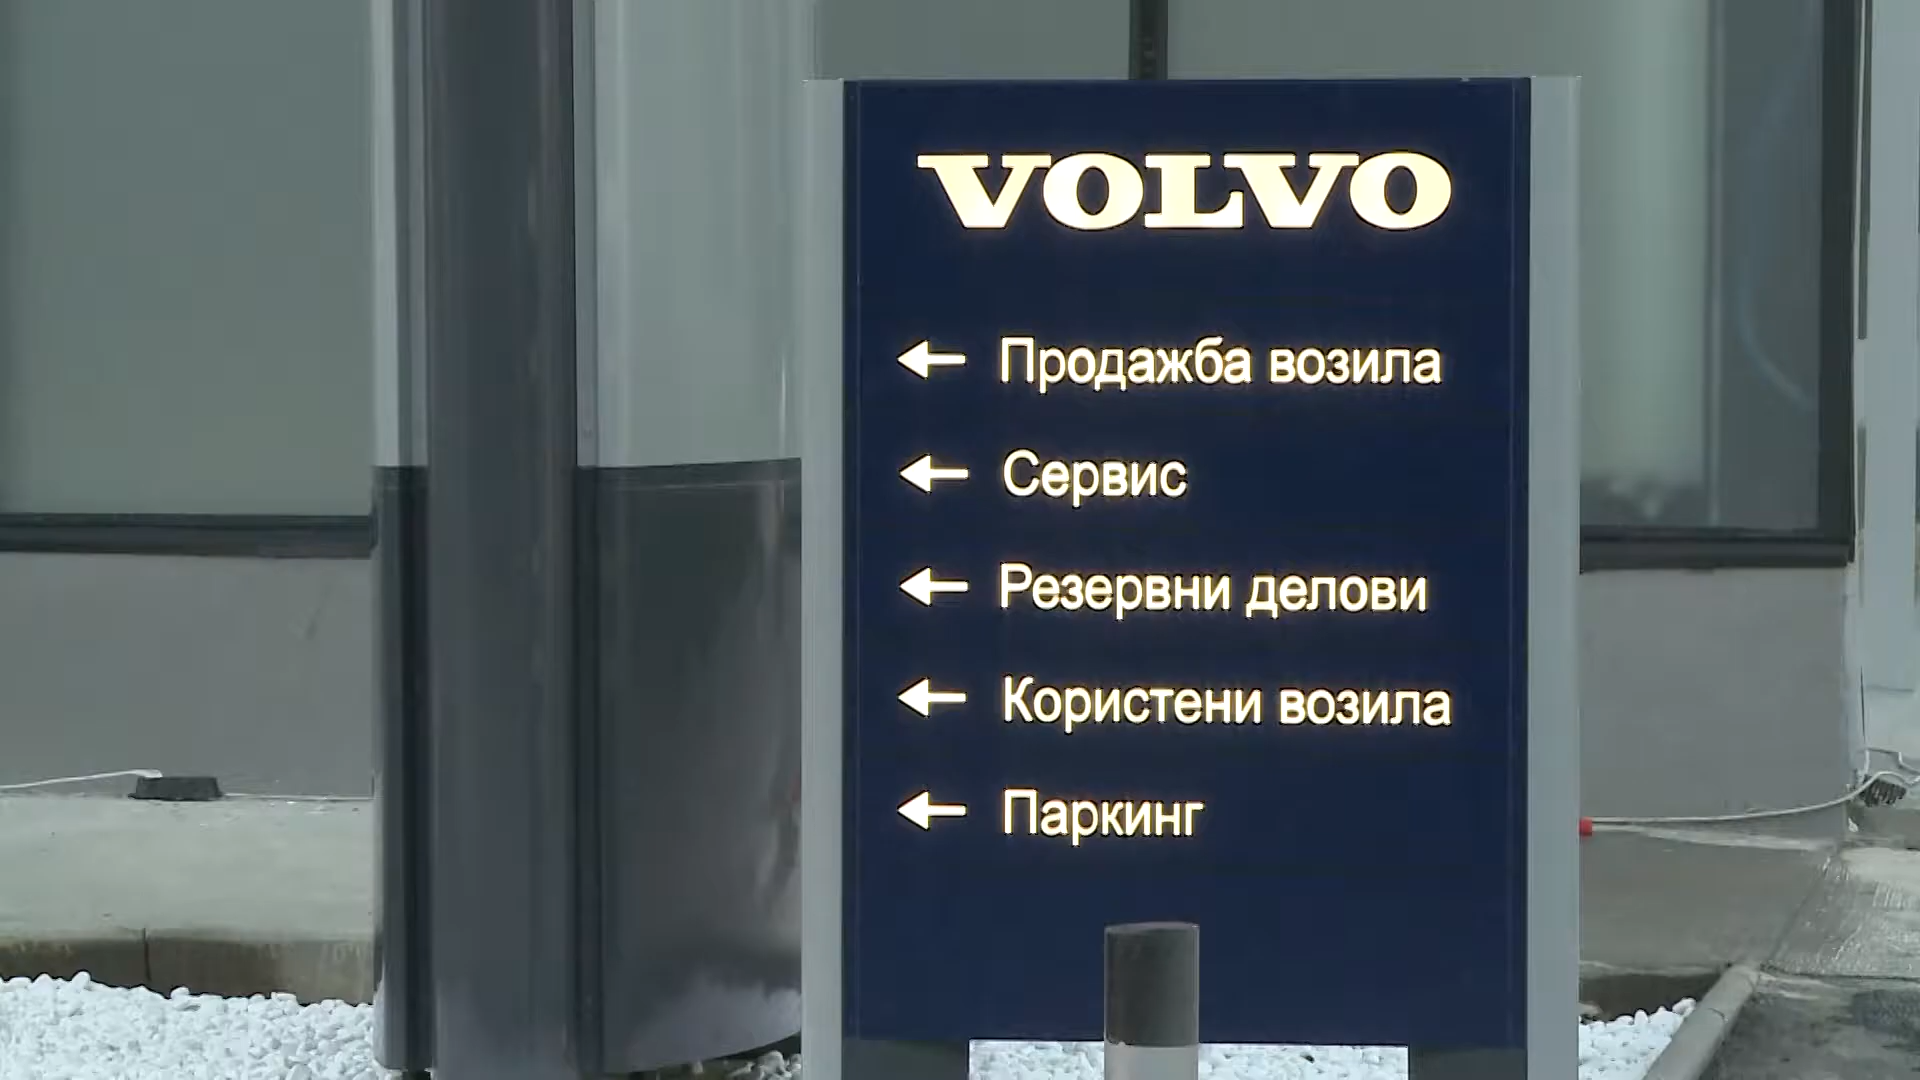 VOLVO
Продажба возила
Сервис
Резервни делови
Користени возила
Паркинг